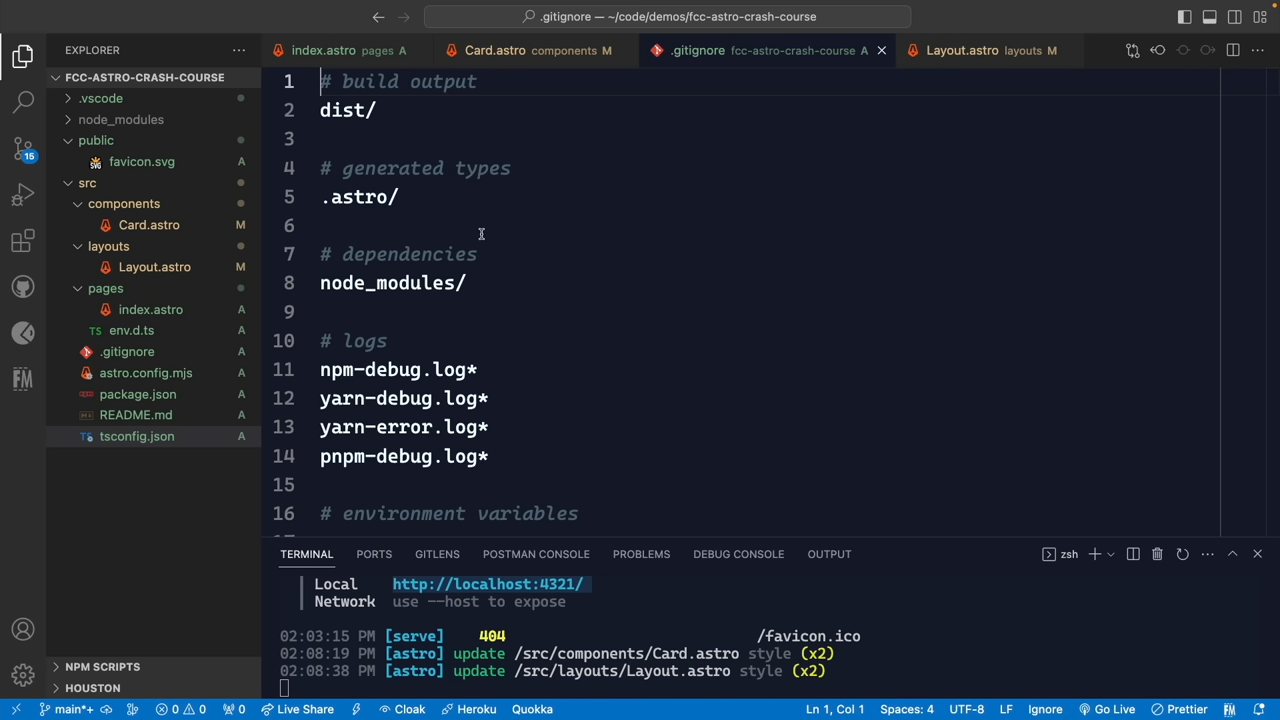 .gitignore — ~/code/demos/fcc-astro-crash-course
EXPLORER
FCC-ASTRO-CRASH-COURSE
.vscode
node_modules
public
favicon.svg A
src
components
Card.astro M
layouts
Layout.astro M
pages
index.astro A
TS env.d.ts A
.gitignore A
astro.config.mjs A
package.json A
README.md A
TS tsconfig.json A
NPM SCRIPTS
HOUSTON
15
FM
index.astro pages A
Card.astro components M
.gitignore fcc-astro-crash-course A
Layout.astro layouts M
1 # build output
2 dist/
3
4 # generated types
5 .astro/
6
7 # dependencies
8 node_modules/
9
10 # logs
11 npm-debug.log*
12 yarn-debug.log*
13 yarn-error.log*
14 pnpm-debug.log*
15
16 # environment variables
TERMINAL PORTS GITLENS POSTMAN CONSOLE PROBLEMS DEBUG CONSOLE OUTPUT zsh
Local http://localhost:4321/
Network use --host to expose
02:03:15 PM [serve] 404 /favicon.ico
02:08:19 PM [astro] update /src/components/Card.astro style (x2)
02:08:38 PM [astro] update /src/layouts/Layout.astro style (x2)
main*+ 0 0 0 Live Share Cloak Heroku Quokka Ln 1, Col 1 Spaces: 4 UTF-8 LF Ignore Go Live Prettier FM